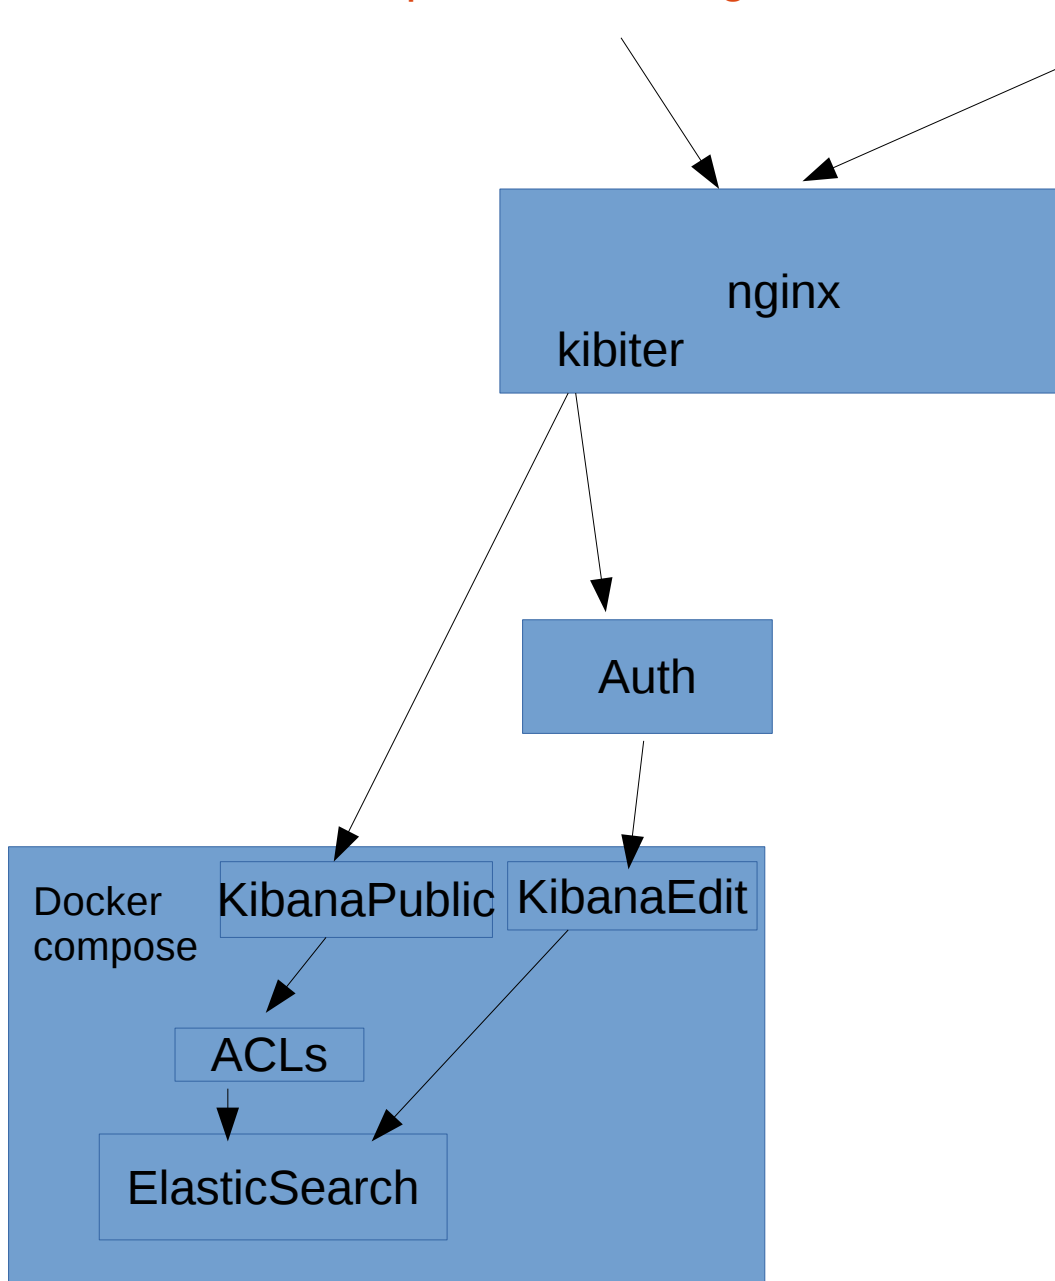 nginx
kibiter
Auth
KibanaPublic
KibanaEdit
Docker
compose
ACLs
ElasticSearch